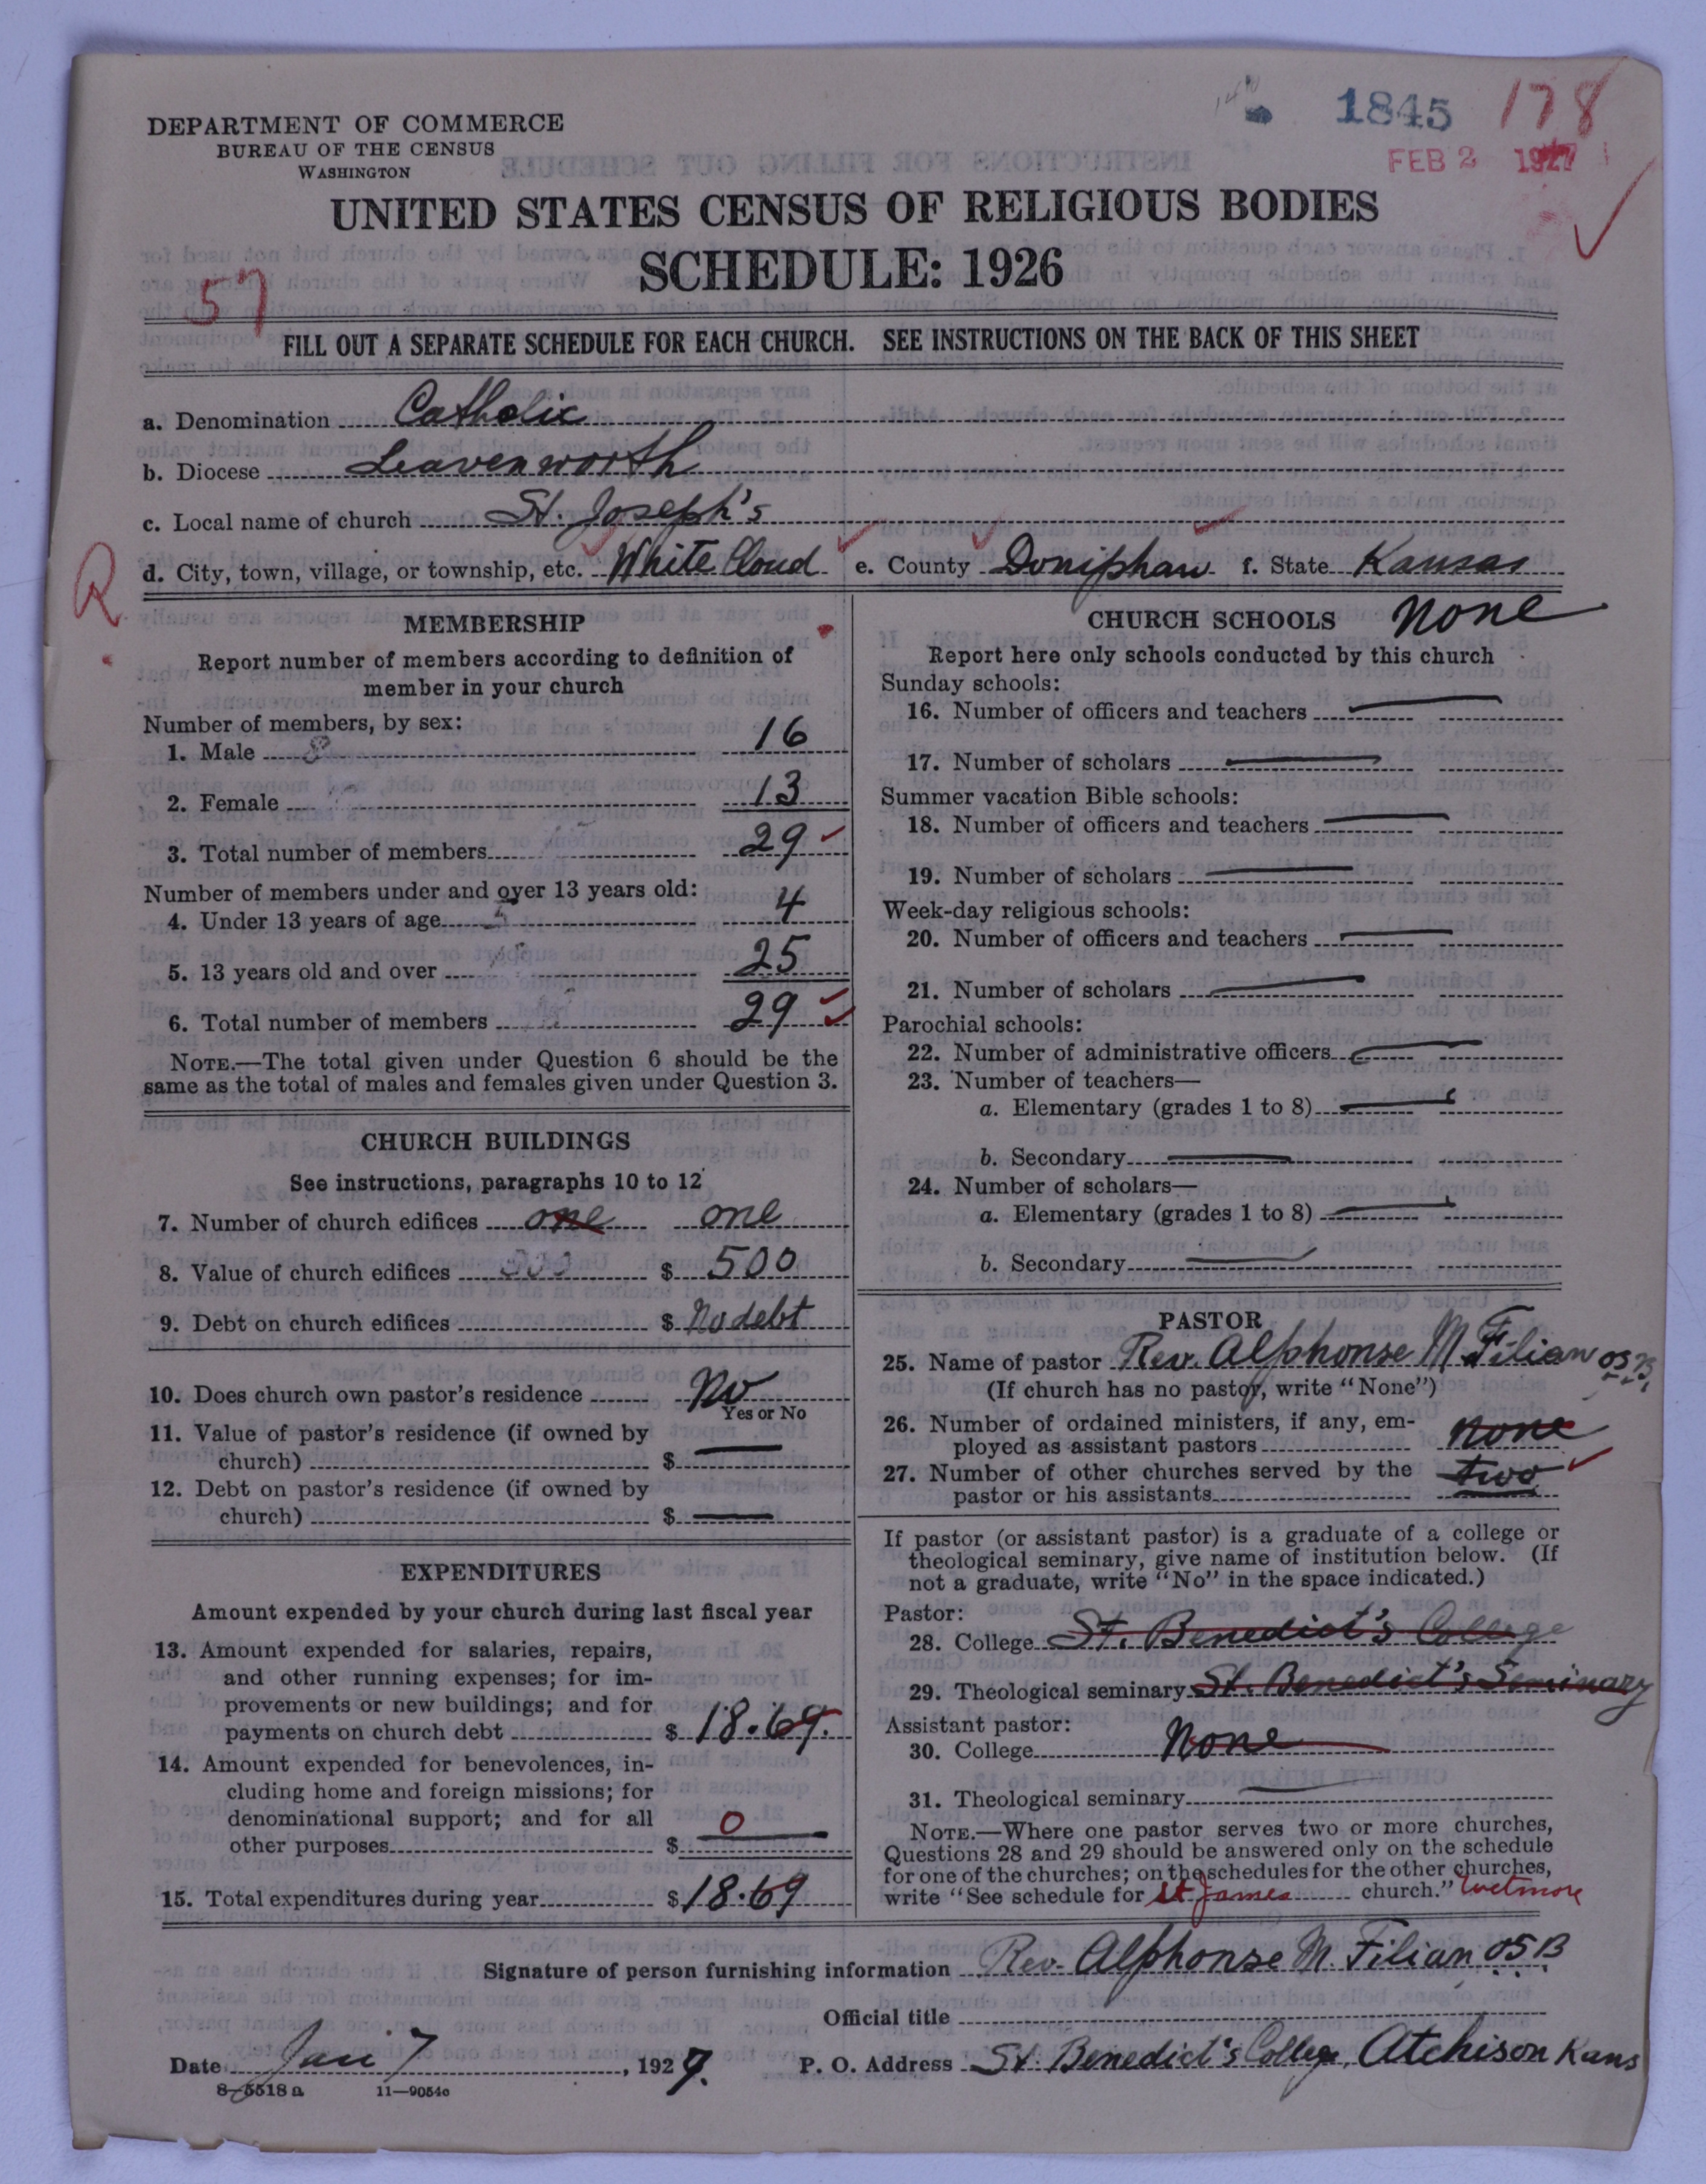 1845 178
DEPARTMENT OF COMMERCE
BUREAU OF THE CENSUS
WASHINGTON
FEB 2 1927
UNITED STATES CENSUS OF RELIGIOUS BODIES
SCHEDULE: 1926
57
FILL OUT A SEPARATE SCHEDULE FOR EACH CHURCH. SEE INSTRUCTIONS ON THE BACK OF THIS SHEET
a. Denomination Catholic
b. Diocese Leavenworth
c. Local name of church St. Joseph's
R d. City, town, village, or township, etc. White Cloud e. County Doniphan f. State Kansas
MEMBERSHIP
Report number of members according to definition of
member in your church
Number of members, by sex:
1. Male 8 16
2. Female 13
3. Total number of members 29
Number of members under and over 13 years old:
4. Under 13 years of age 4
5. 13 years old and over 25
6. Total number of members 29
NOTE.—The total given under Question 6 should be the
same as the total of males and females given under Question 3.
CHURCH BUILDINGS
See instructions, paragraphs 10 to 12
7. Number of church edifices one one
8. Value of church edifices $ 500
9. Debt on church edifices $ No debt
10. Does church own pastor's residence No
Yes or No
11. Value of pastor's residence (if owned by
church) $
12. Debt on pastor's residence (if owned by
church) $
EXPENDITURES
Amount expended by your church during last fiscal year
13. Amount expended for salaries, repairs,
and other running expenses; for im-
provements or new buildings; and for
payments on church debt $ 18.69.
14. Amount expended for benevolences, in-
cluding home and foreign missions; for
denominational support; and for all
other purposes $ 0
15. Total expenditures during year $ 18.69
CHURCH SCHOOLS None
Report here only schools conducted by this church
Sunday schools:
16. Number of officers and teachers
17. Number of scholars
Summer vacation Bible schools:
18. Number of officers and teachers
19. Number of scholars
Week-day religious schools:
20. Number of officers and teachers
21. Number of scholars
Parochial schools:
22. Number of administrative officers
23. Number of teachers—
a. Elementary (grades 1 to 8)
b. Secondary
24. Number of scholars—
a. Elementary (grades 1 to 8)
b. Secondary
PASTOR
25. Name of pastor Rev. Alphonse M. Filian OSB.
(If church has no pastor, write "None")
26. Number of ordained ministers, if any, em-
ployed as assistant pastors none
27. Number of other churches served by the
pastor or his assistants two
If pastor (or assistant pastor) is a graduate of a college or
theological seminary, give name of institution below. (If
not a graduate, write "No" in the space indicated.)
Pastor:
28. College St. Benedict's College
29. Theological seminary St. Benedict's Seminary
Assistant pastor:
30. College None
31. Theological seminary
NOTE.—Where one pastor serves two or more churches,
Questions 28 and 29 should be answered only on the schedule
for one of the churches; on the schedules for the other churches,
write "See schedule for St James church." Wetmore
Signature of person furnishing information Rev. Alphonse M. Filian, O.S.B.
Official title
Date Jan 7, 1927. P. O. Address St Benedict's College, Atchison Kans
8-5518a 11—9054c